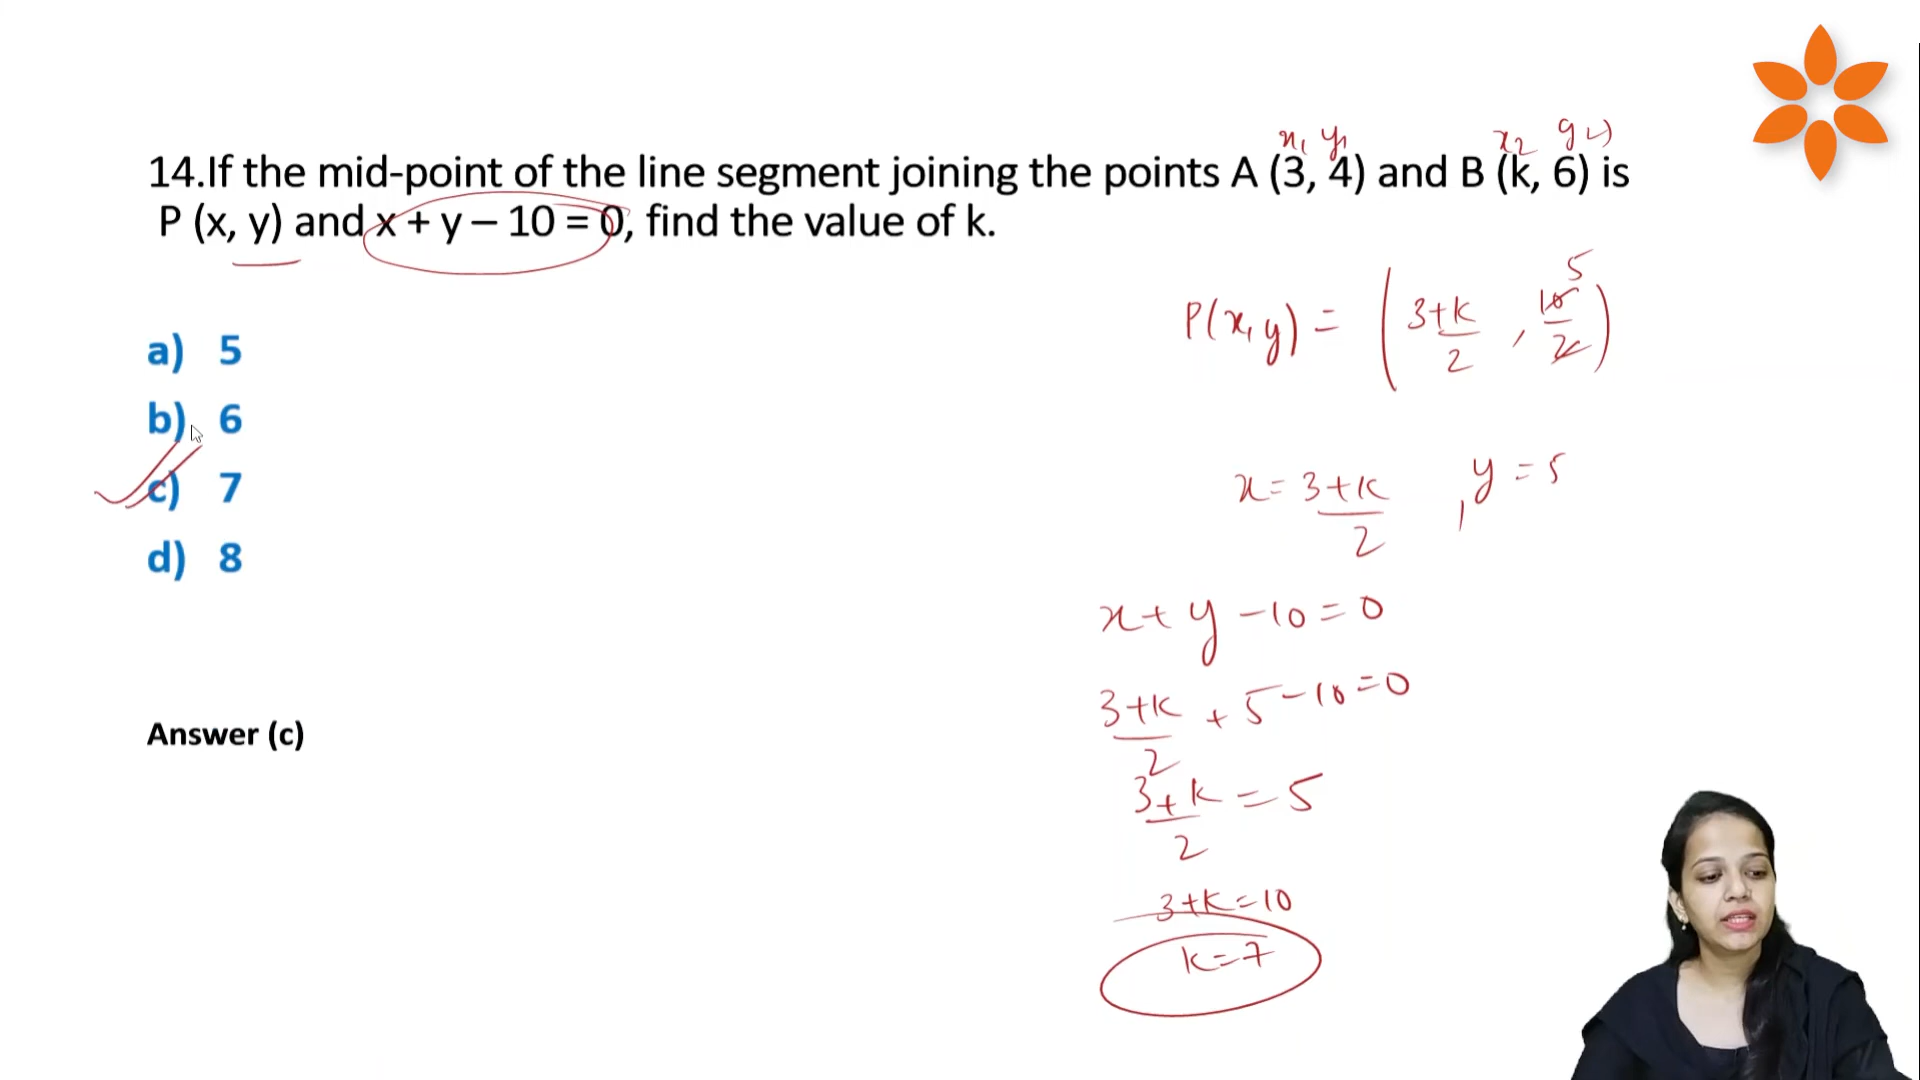 x₁ y₁ x₂ y₂)
14.If the mid-point of the line segment joining the points A (3, 4) and B (k, 6) is
P (x, y) and x + y – 10 = 0, find the value of k.
P(x, y) = (3+k/2 , 10/2) 5
a) 5
b) 6
c) 7
d) 8
x = 3+k/2 , y = 5
x + y - 10 = 0
3+k/2 + 5 - 10 = 0
Answer (c)
3+k/2 = 5
3+k=10
k=7